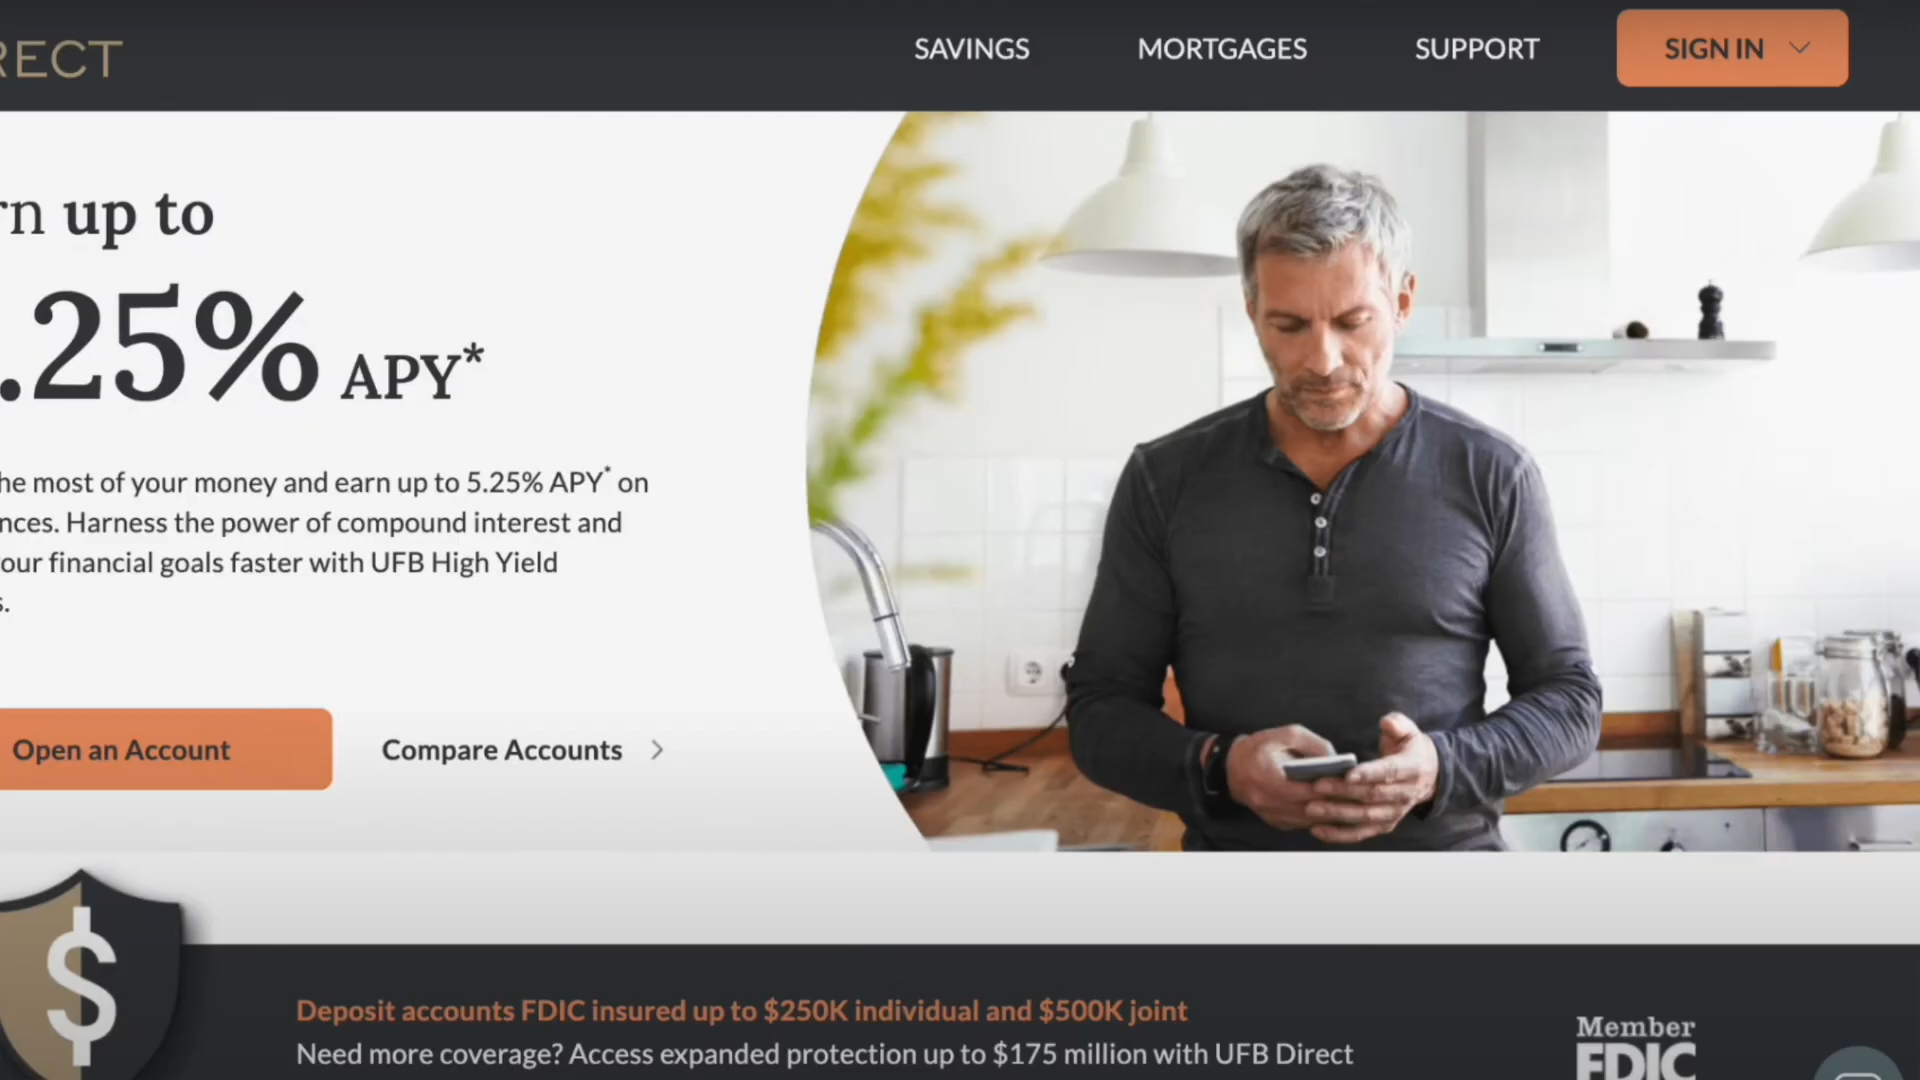 RECT
SAVINGS
MORTGAGES
SUPPORT
SIGN IN
rn up to
.25% APY*
he most of your money and earn up to 5.25% APY* on
nces. Harness the power of compound interest and
our financial goals faster with UFB High Yield
s.
Open an Account
Compare Accounts
$
Deposit accounts FDIC insured up to $250K individual and $500K joint
Need more coverage? Access expanded protection up to $175 million with UFB Direct
Member
FDIC